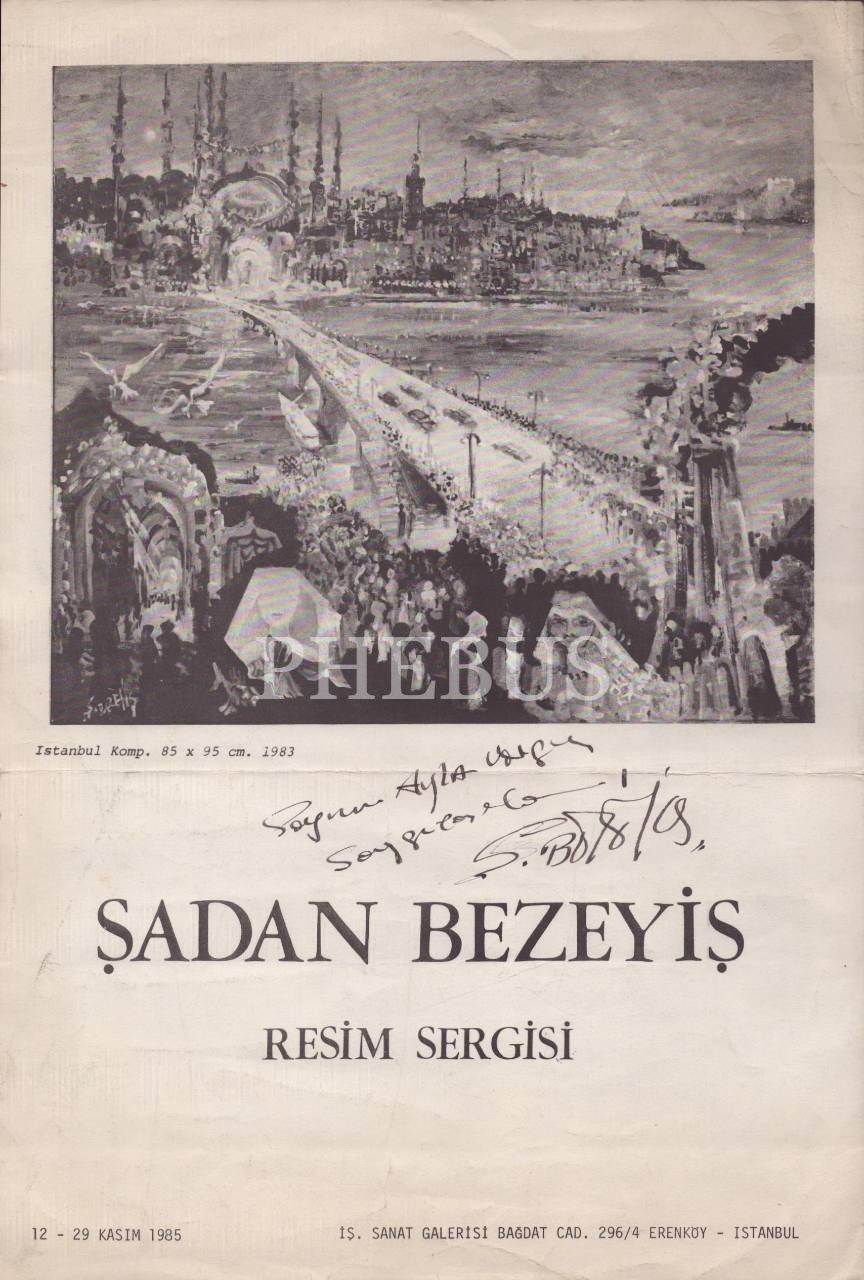 Ş.BEZEYİŞ
PHEBUS
Istanbul Komp. 85 x 95 cm. 1983
Sayın Ayla
Saygılarımla
ŞADAN BEZEYİŞ
RESİM SERGİSİ
12 - 29 KASIM 1985 İŞ. SANAT GALERİSİ BAĞDAT CAD. 296/4 ERENKÖY - ISTANBUL